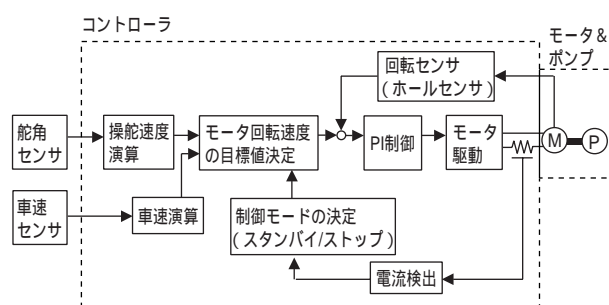 コントローラ
モータ&
ポンプ
回転センサ
(ホールセンサ)
舵角
センサ
操舵速度
演算
モータ回転速度
の目標値決定
PI制御
モータ
駆動
M
P
車速
センサ
車速演算
制御モードの決定
(スタンバイ/ストップ)
電流検出